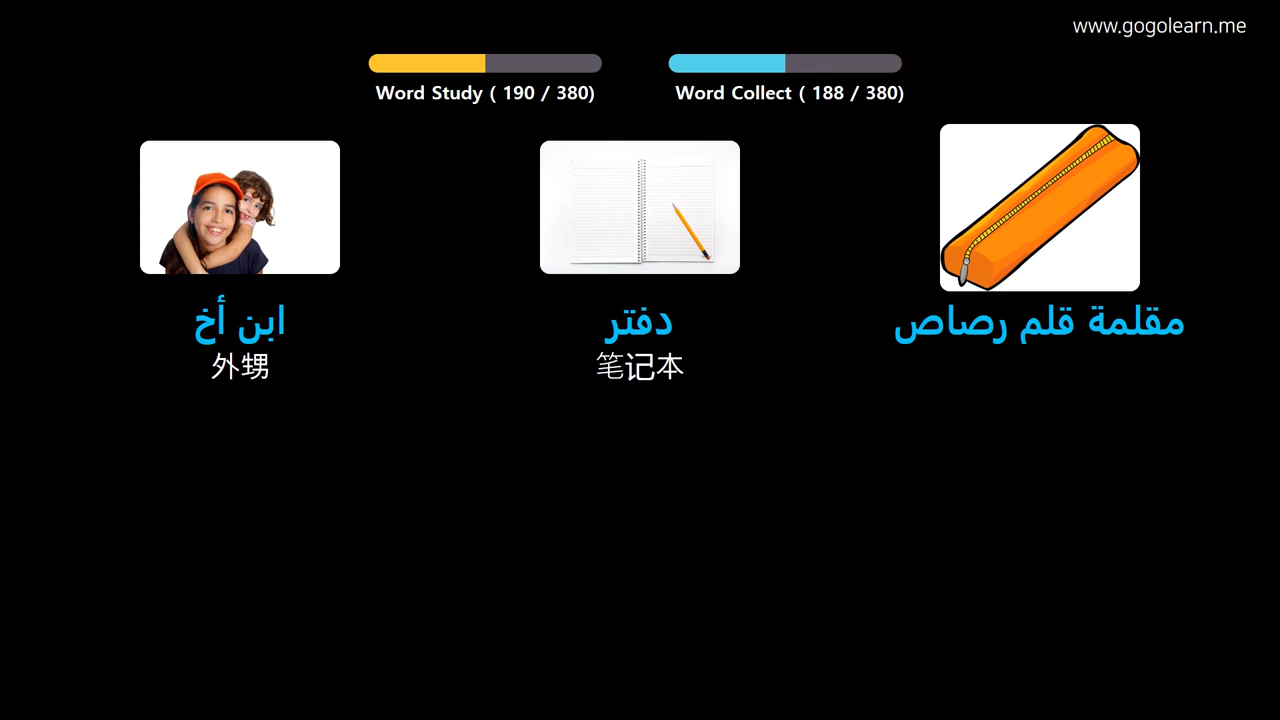 www.gogolearn.me
Word Study ( 190 / 380)
Word Collect ( 188 / 380)
ابن أخ
外甥
دفتر
笔记本
مقلمة قلم رصاص